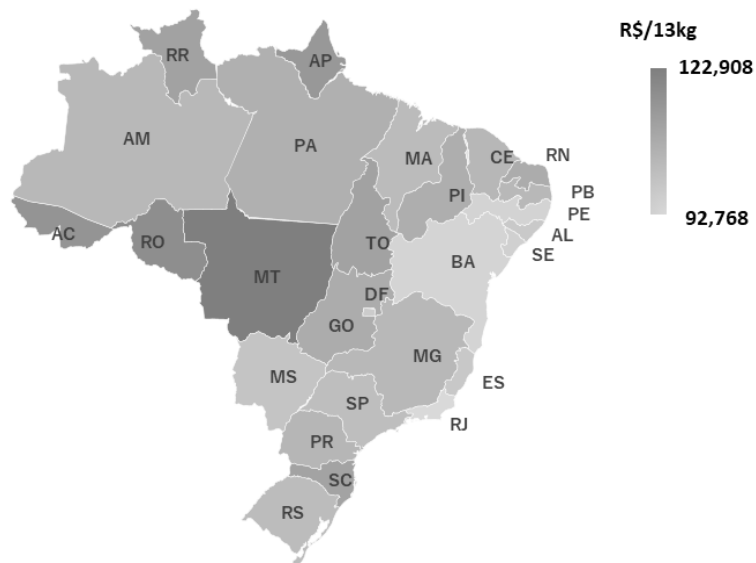 R$/13kg
122,908
92,768
RR
AP
AM
PA
MA
CE
RN
PI
PB
PE
AL
SE
AC
RO
TO
BA
MT
DF
GO
MG
ES
MS
SP
RJ
PR
SC
RS